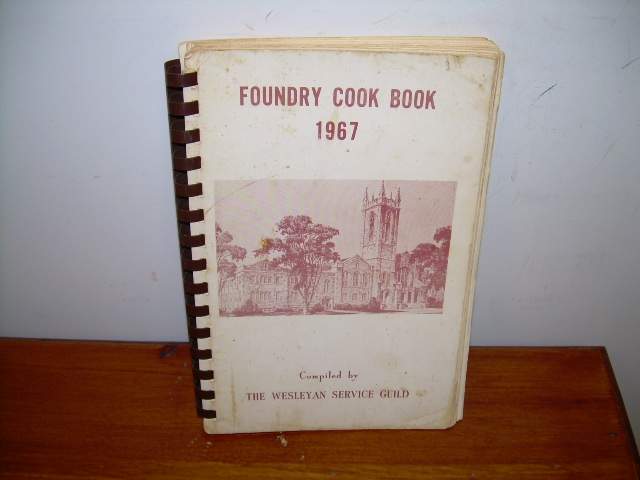 FOUNDRY COOK BOOK
1967
Compiled by
THE WESLEYAN SERVICE GUILD